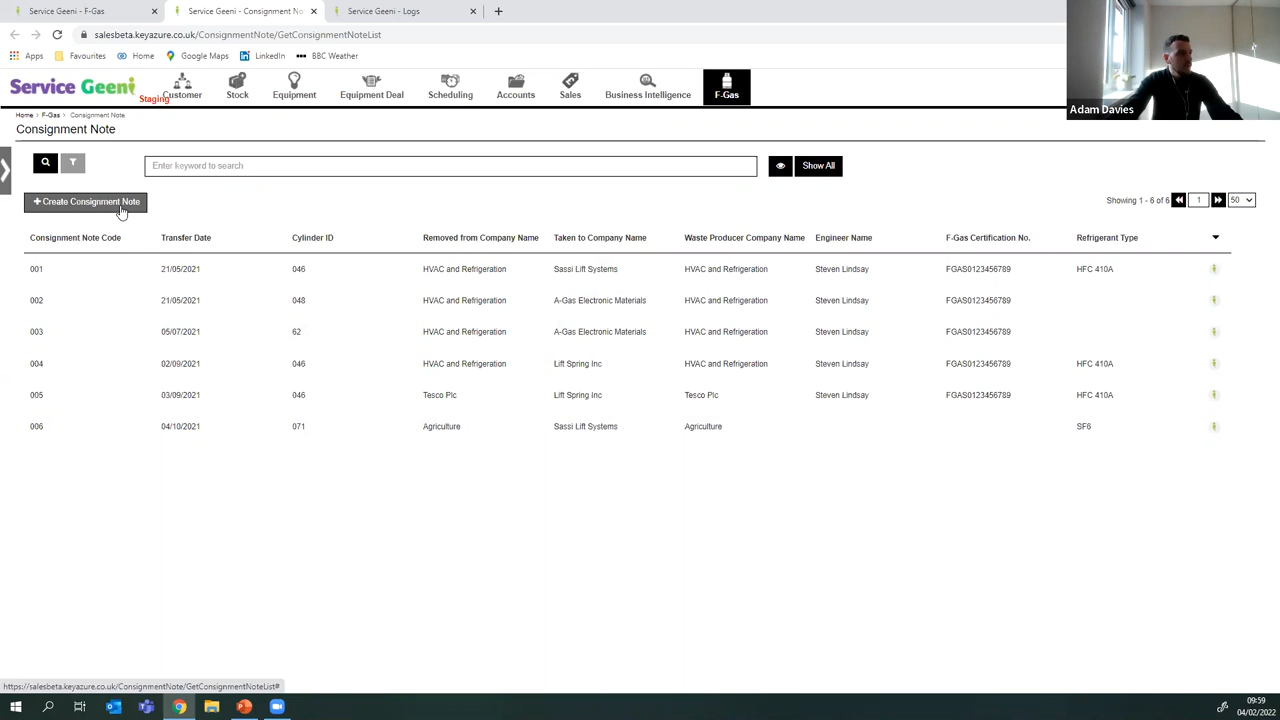 Service Geeni - F-Gas
Service Geeni - Consignment No
Service Geeni - Logs
salesbeta.keyazure.co.uk/ConsignmentNote/GetConsignmentNoteList
Apps Favourites Home Google Maps LinkedIn BBC Weather
Service Geeni
Staging
Customer Stock Equipment Equipment Deal Scheduling Accounts Sales Business Intelligence F-Gas
Adam Davies
Home > F-Gas > Consignment Note
Consignment Note
Enter keyword to search
Show All
+ Create Consignment Note
Showing 1 - 6 of 6 1 50
Consignment Note Code Transfer Date Cylinder ID Removed from Company Name Taken to Company Name Waste Producer Company Name Engineer Name F-Gas Certification No. Refrigerant Type
001 21/05/2021 046 HVAC and Refrigeration Sassi Lift Systems HVAC and Refrigeration Steven Lindsay FGAS0123456789 HFC 410A
002 21/05/2021 048 HVAC and Refrigeration A-Gas Electronic Materials HVAC and Refrigeration Steven Lindsay FGAS0123456789
003 05/07/2021 62 HVAC and Refrigeration A-Gas Electronic Materials HVAC and Refrigeration Steven Lindsay FGAS0123456789
004 02/09/2021 046 HVAC and Refrigeration Lift Spring Inc HVAC and Refrigeration Steven Lindsay FGAS0123456789 HFC 410A
005 03/09/2021 046 Tesco Plc Lift Spring Inc Tesco Plc Steven Lindsay FGAS0123456789 HFC 410A
006 04/10/2021 071 Agriculture Sassi Lift Systems Agriculture SF6
https://salesbeta.keyazure.co.uk/ConsignmentNote/GetConsignmentNoteList#
09:59
04/02/2022